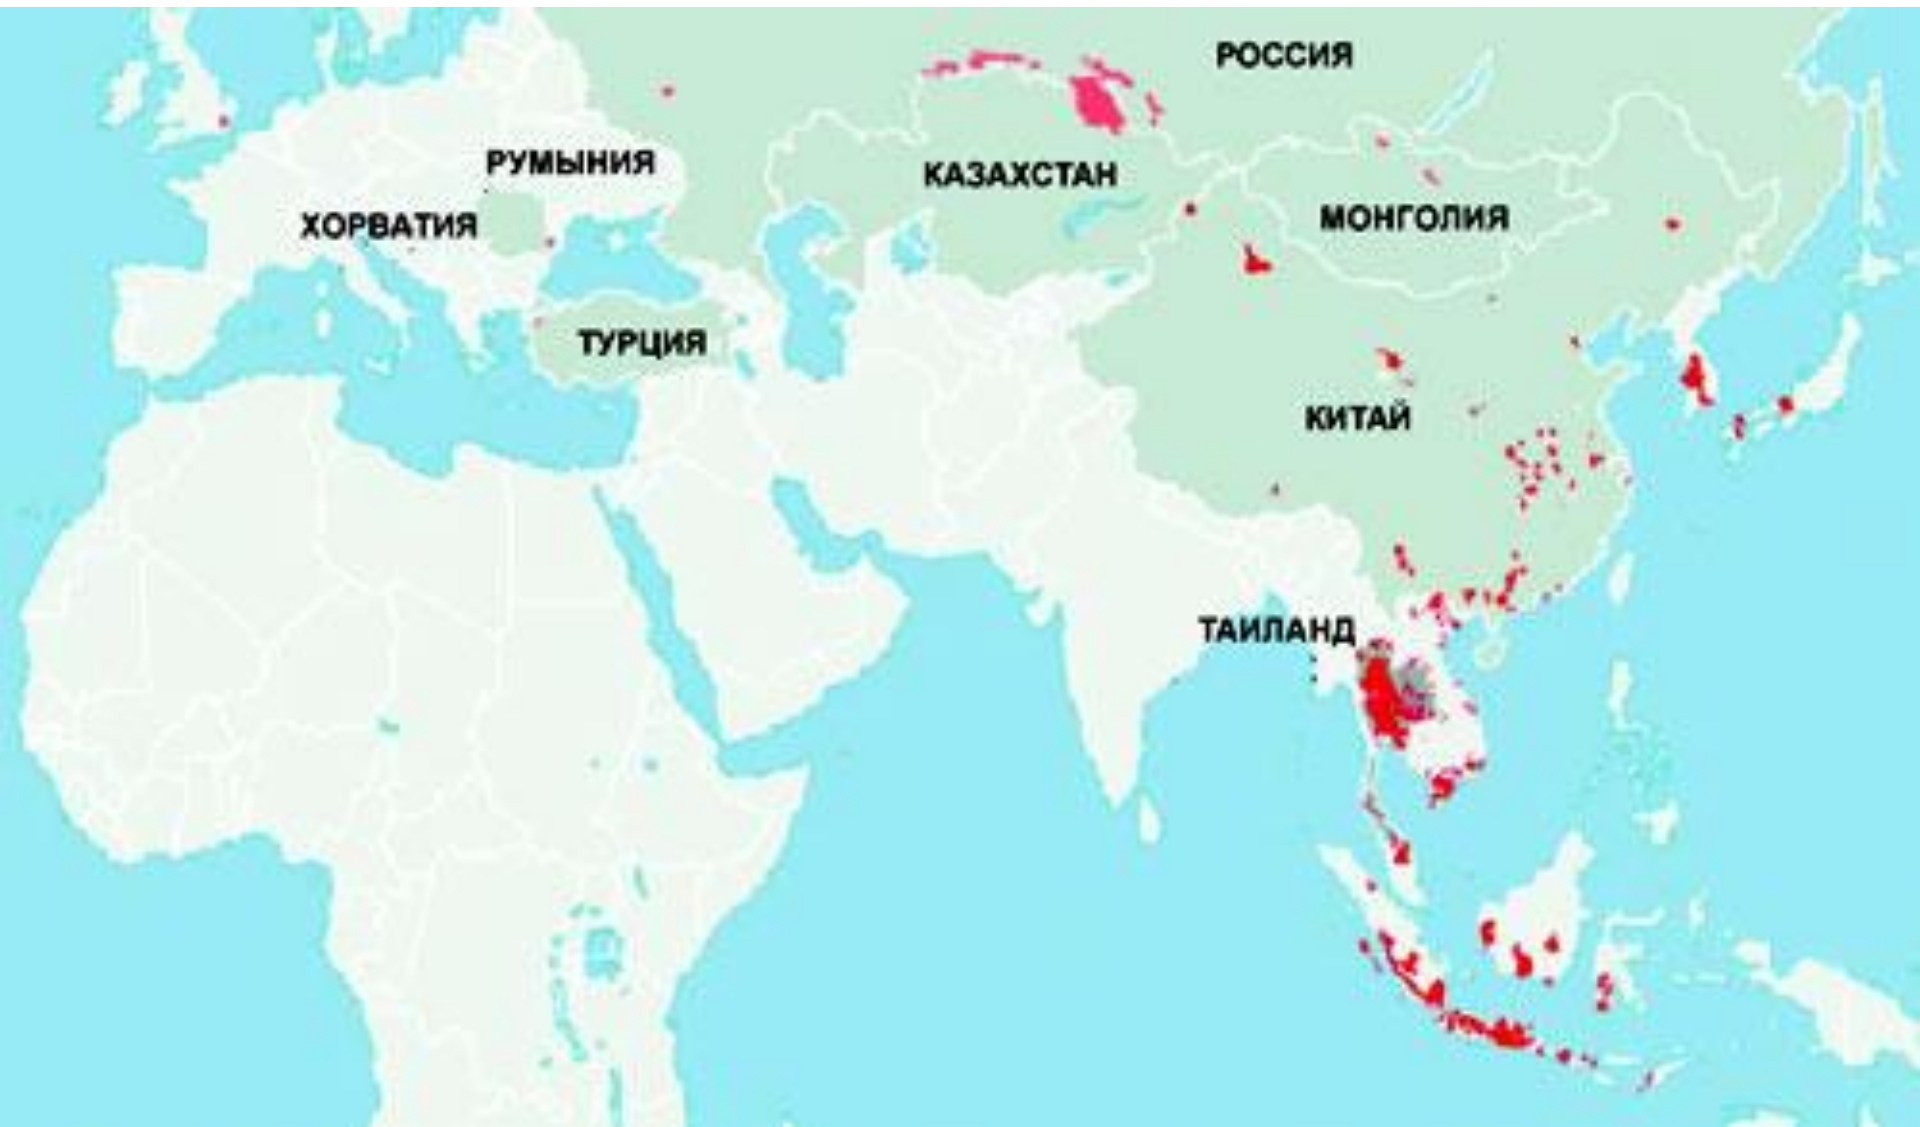 РОССИЯ
РУМЫНИЯ
КАЗАХСТАН
ХОРВАТИЯ
МОНГОЛИЯ
ТУРЦИЯ
КИТАЙ
ТАИЛАНД